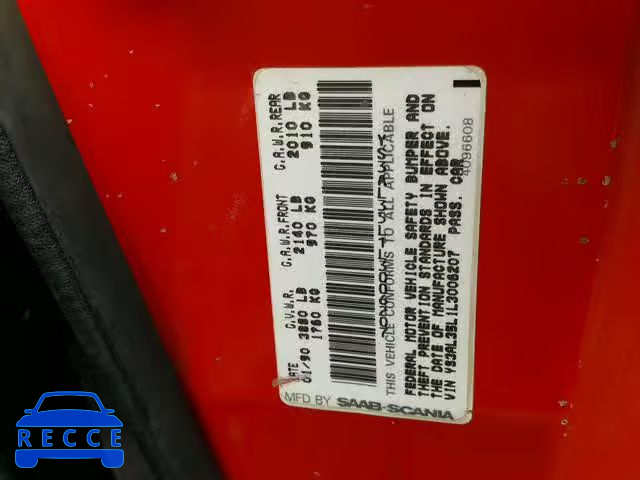 MFD BY SAAB-SCANIA
DATE G.V.W.R. G.A.W.R.FRONT G.A.W.R.REAR
01/90 3880 LB 2140 LB 2010 LB
1760 KG 970 KG 910 KG
THIS VEHICLE CONFORMS TO ALL APPLICABLE
FEDERAL MOTOR VEHICLE SAFETY BUMPER AND
THEFT PREVENTION STANDARDS IN EFFECT ON
THE DATE OF MANUFACTURE SHOWN ABOVE.
VIN YS3AL35L1L3005207 PASS. CAR
4096608
RECCE